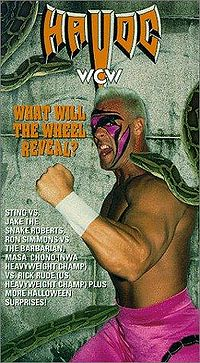 HAVOC
WCW
WHAT WILL
THE WHEEL
REVEAL?
STING VS.
JAKE THE
SNAKE ROBERTS,
RON SIMMONS VS.
THE BARBARIAN,
MASA CHONO (NWA
HEAVYWEIGHT CHAMP)
VS. RICK RUDE (US
HEAVYWEIGHT CHAMP) PLUS
MORE HALLOWEEN
SURPRISES!